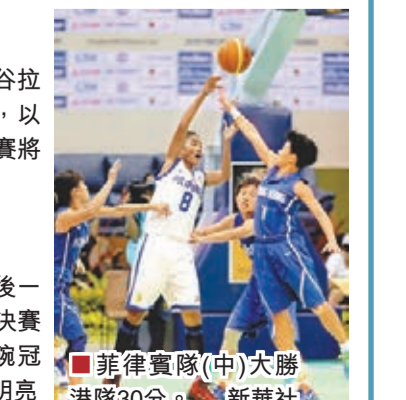 谷拉
，以
賽將
後一
決賽
腕冠
明亮
8
■菲律賓隊(中)大勝
港隊30分。 新華社